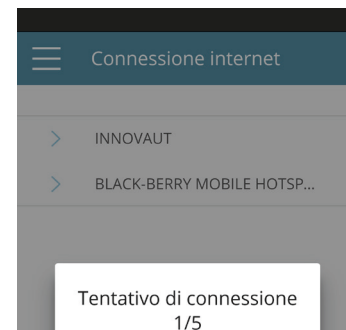 Connessione internet
INNOVAUT
BLACK-BERRY MOBILE HOTSP...
Tentativo di connessione
1/5